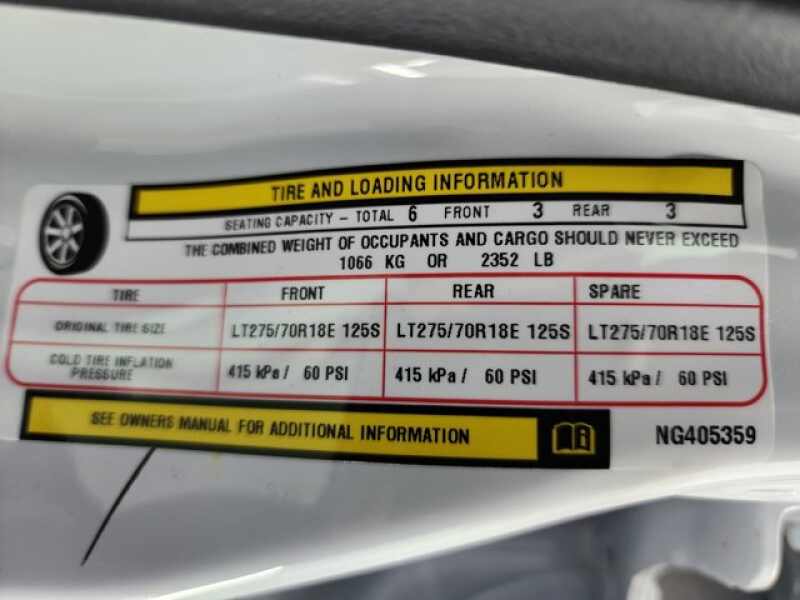 TIRE AND LOADING INFORMATION
SEATING CAPACITY – TOTAL 6 FRONT 3 REAR 3
THE COMBINED WEIGHT OF OCCUPANTS AND CARGO SHOULD NEVER EXCEED
1066 KG OR 2352 LB
TIRE FRONT REAR SPARE
ORIGINAL TIRE SIZE LT275/70R18E 125S LT275/70R18E 125S LT275/70R18E 125S
COLD TIRE INFLATION
PRESSURE 415 kPa / 60 PSI 415 kPa / 60 PSI 415 kPa / 60 PSI
SEE OWNERS MANUAL FOR ADDITIONAL INFORMATION
NG405359